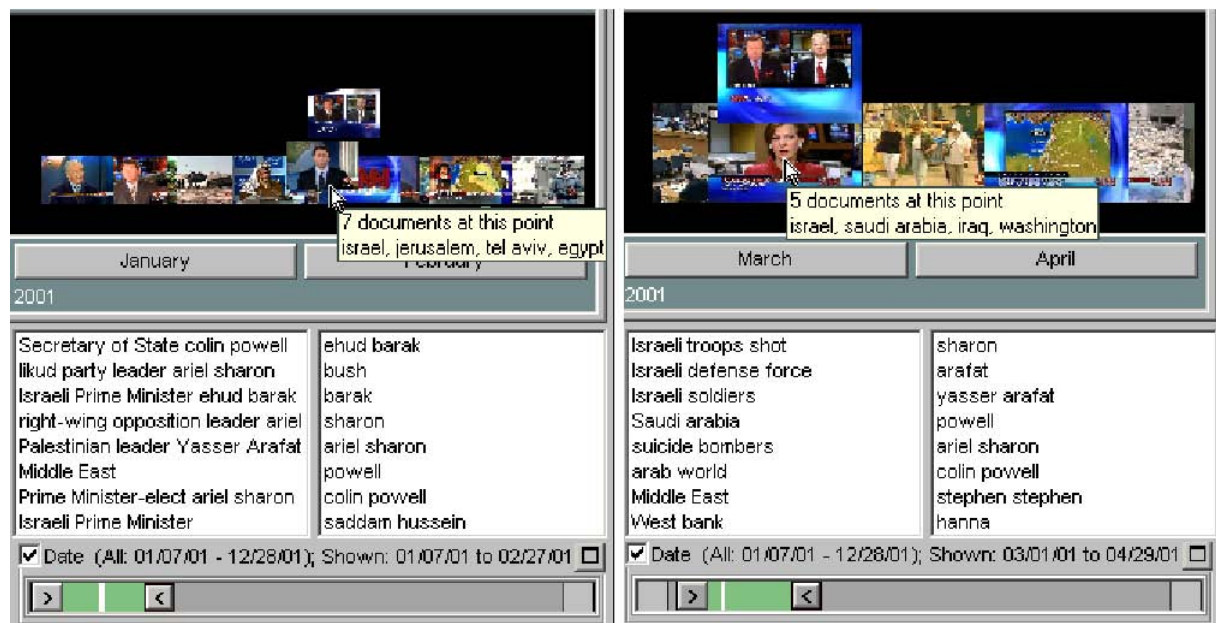 7 documents at this point
israel, jerusalem, tel aviv, egypt
January
February
2001
Secretary of State colin powell
likud party leader ariel sharon
Israeli Prime Minister ehud barak
right-wing opposition leader ariel
Palestinian leader Yasser Arafat
Middle East
Prime Minister-elect ariel sharon
Israeli Prime Minister
ehud barak
bush
barak
sharon
ariel sharon
powell
colin powell
saddam hussein
Date (All: 01/07/01 - 12/28/01); Shown: 01/07/01 to 02/27/01
5 documents at this point
israel, saudi arabia, iraq, washington
March
April
2001
Israeli troops shot
Israeli defense force
Israeli soldiers
Saudi arabia
suicide bombers
arab world
Middle East
West bank
sharon
arafat
yasser arafat
powell
ariel sharon
colin powell
stephen stephen
hanna
Date (All: 01/07/01 - 12/28/01); Shown: 03/01/01 to 04/29/01